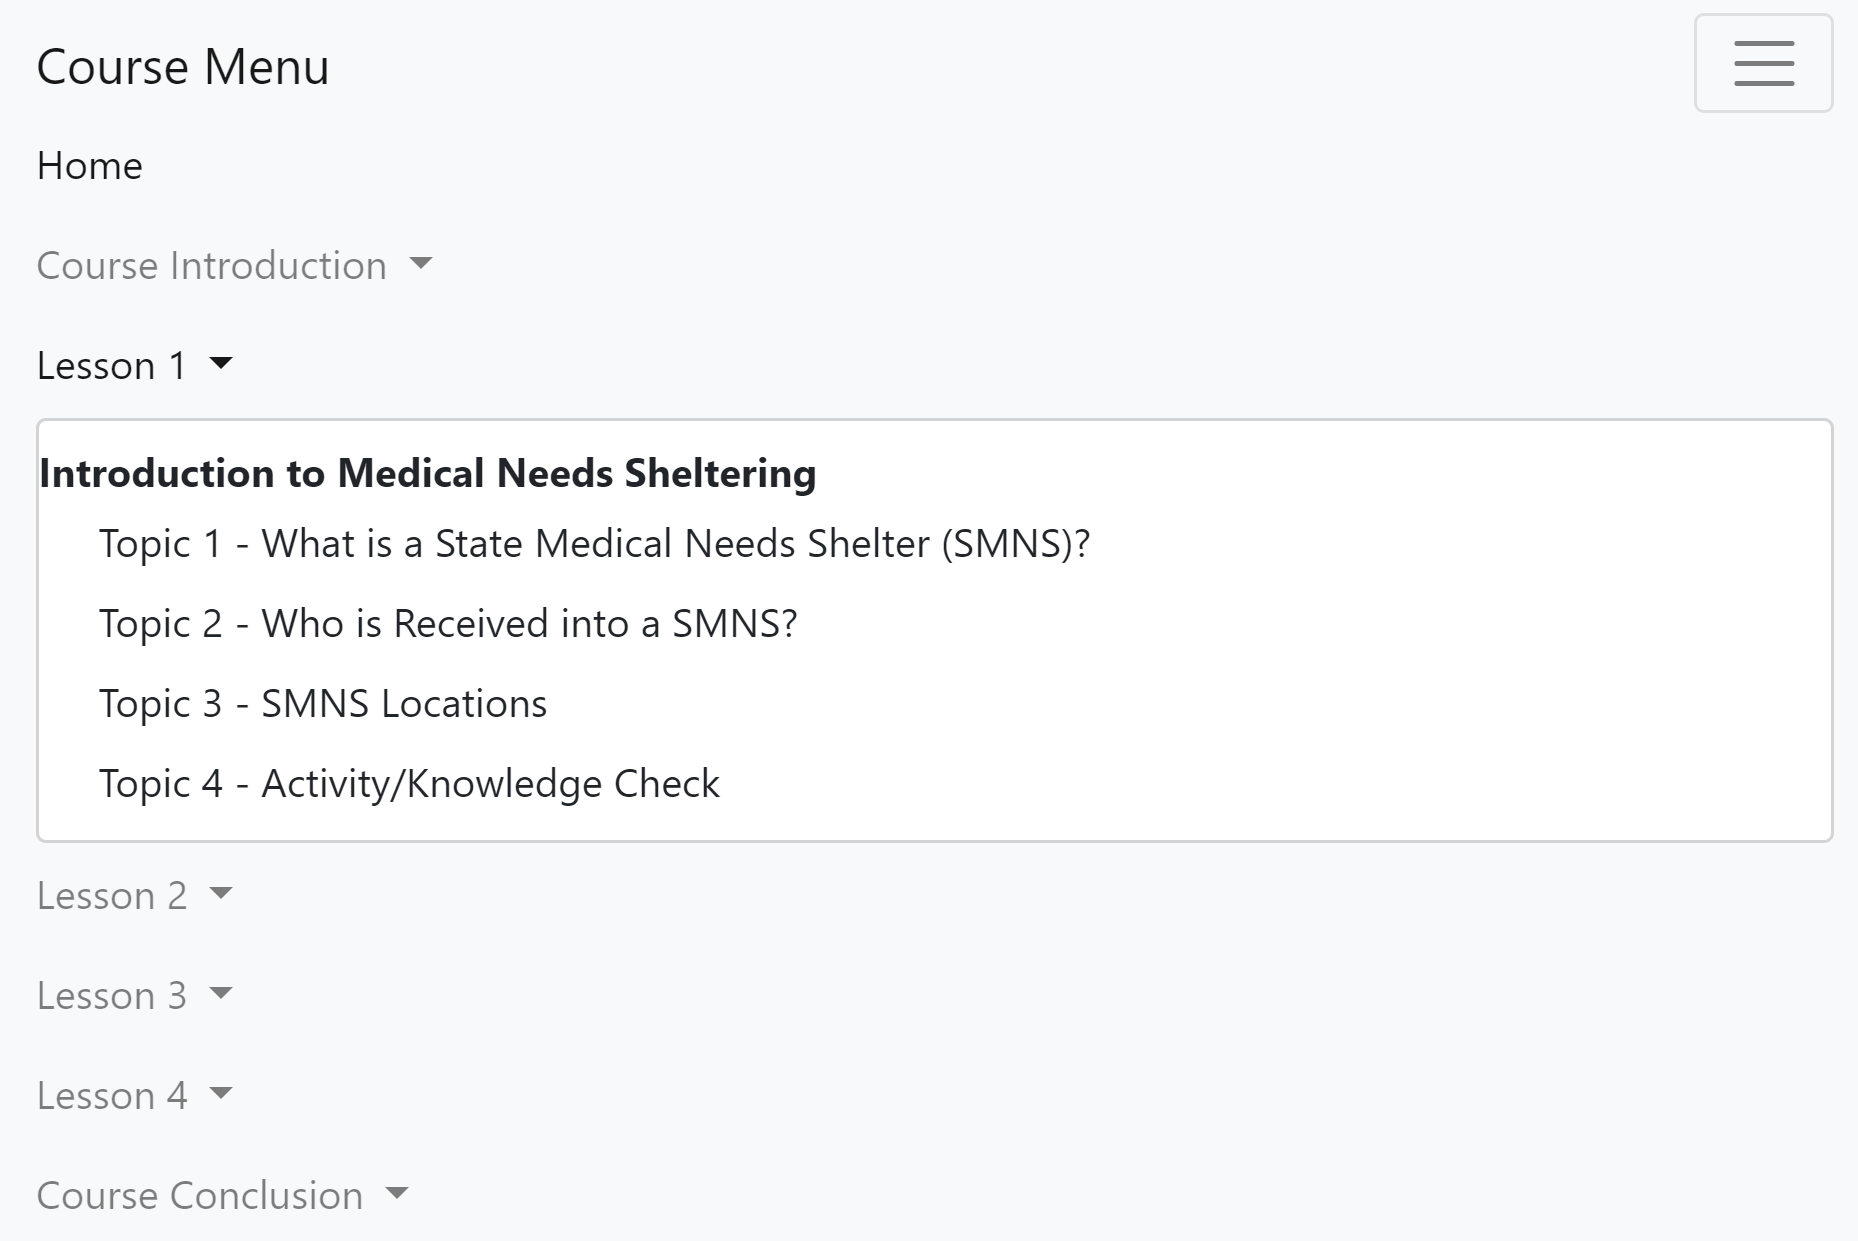 Course Menu
Home
Course Introduction
Lesson 1
Introduction to Medical Needs Sheltering
Topic 1 - What is a State Medical Needs Shelter (SMNS)?
Topic 2 - Who is Received into a SMNS?
Topic 3 - SMNS Locations
Topic 4 - Activity/Knowledge Check
Lesson 2
Lesson 3
Lesson 4
Course Conclusion